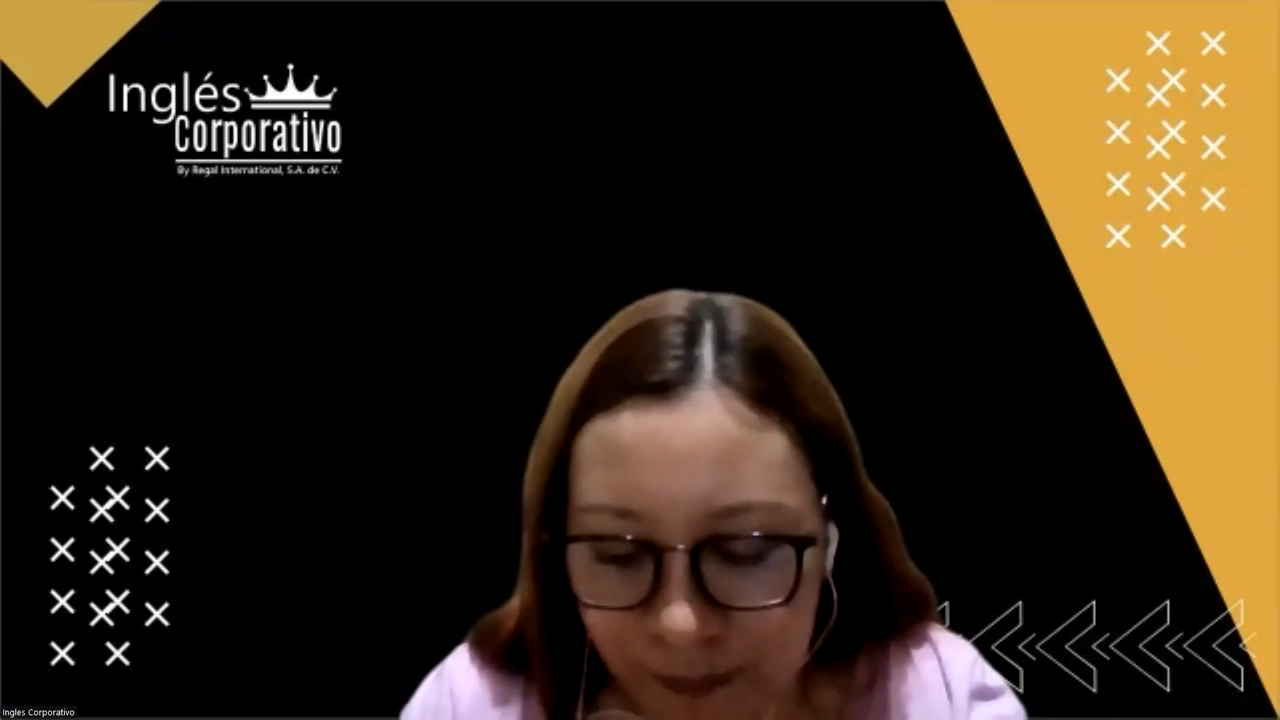 Inglés
Corporativo
By Regal International, S.A. de C.V.
Ingles Corporativo